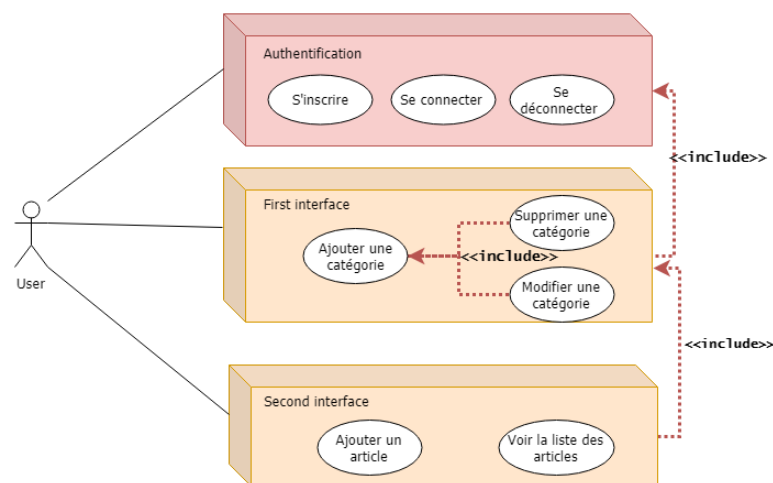 Authentification
S'inscrire
Se connecter
Se
déconnecter
<<include>>
First interface
Supprimer une
catégorie
Ajouter une
catégorie
<<include>>
Modifier une
catégorie
User
<<include>>
Second interface
Ajouter un
article
Voir la liste des
articles